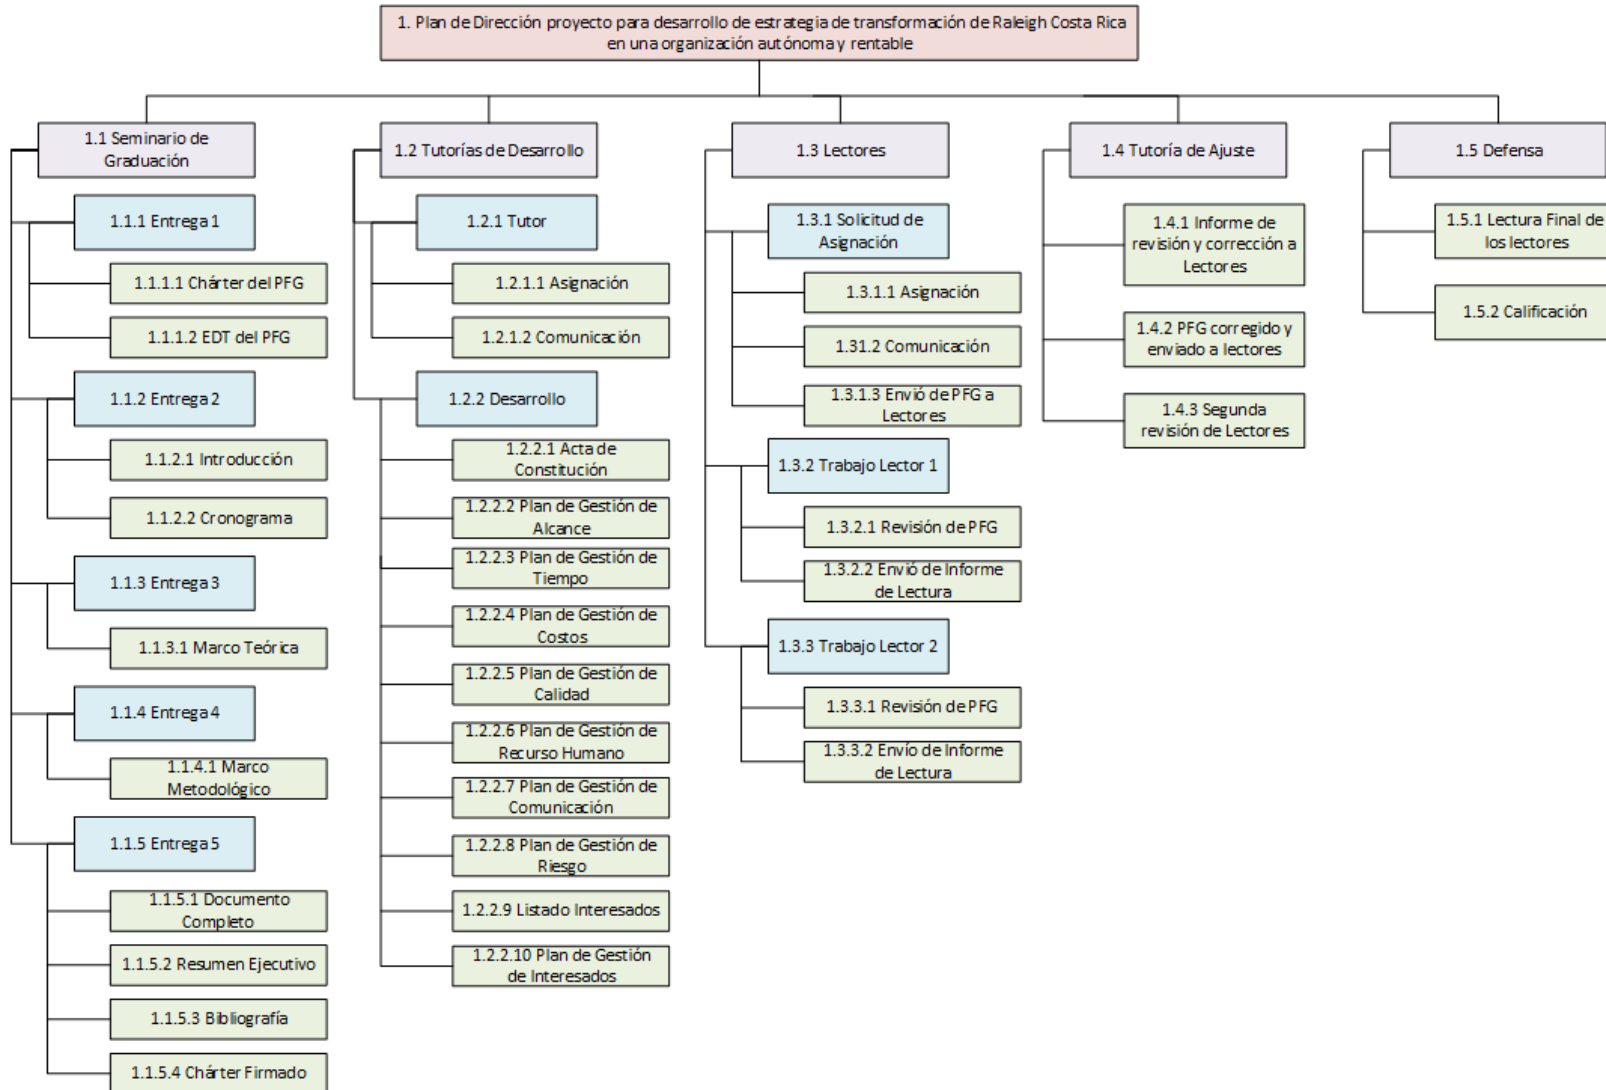 1. Plan de Dirección proyecto para desarrollo de estrategia de transformación de Raleigh Costa Rica
en una organización autónoma y rentable
1.1 Seminario de
Graduación
1.1.1 Entrega 1
1.1.1.1 Chárter del PFG
1.1.1.2 EDT del PFG
1.1.2 Entrega 2
1.1.2.1 Introducción
1.1.2.2 Cronograma
1.1.3 Entrega 3
1.1.3.1 Marco Teórica
1.1.4 Entrega 4
1.1.4.1 Marco
Metodológico
1.1.5 Entrega 5
1.1.5.1 Documento
Completo
1.1.5.2 Resumen Ejecutivo
1.1.5.3 Bibliografía
1.1.5.4 Chárter Firmado
1.2 Tutorías de Desarrollo
1.2.1 Tutor
1.2.1.1 Asignación
1.2.1.2 Comunicación
1.2.2 Desarrollo
1.2.2.1 Acta de
Constitución
1.2.2.2 Plan de Gestión de
Alcance
1.2.2.3 Plan de Gestión de
Tiempo
1.2.2.4 Plan de Gestión de
Costos
1.2.2.5 Plan de Gestión de
Calidad
1.2.2.6 Plan de Gestión de
Recurso Humano
1.2.2.7 Plan de Gestión de
Comunicación
1.2.2.8 Plan de Gestión de
Riesgo
1.2.2.9 Listado Interesados
1.2.2.10 Plan de Gestión
de Interesados
1.3 Lectores
1.3.1 Solicitud de
Asignación
1.3.1.1 Asignación
1.31.2 Comunicación
1.3.1.3 Envió de PFG a
Lectores
1.3.2 Trabajo Lector 1
1.3.2.1 Revisión de PFG
1.3.2.2 Envió de Informe
de Lectura
1.3.3 Trabajo Lector 2
1.3.3.1 Revisión de PFG
1.3.3.2 Envío de Informe
de Lectura
1.4 Tutoría de Ajuste
1.4.1 Informe de
revisión y corrección a
Lectores
1.4.2 PFG corregido y
enviado a lectores
1.4.3 Segunda
revisión de Lectores
1.5 Defensa
1.5.1 Lectura Final de
los lectores
1.5.2 Calificación